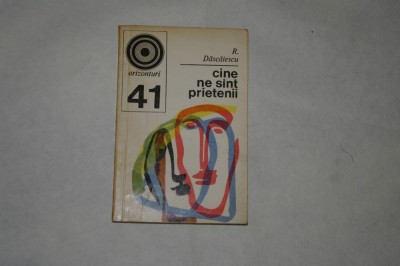 orizonturi
41
R.
Dăscălescu
cine
ne sînt
prietenii